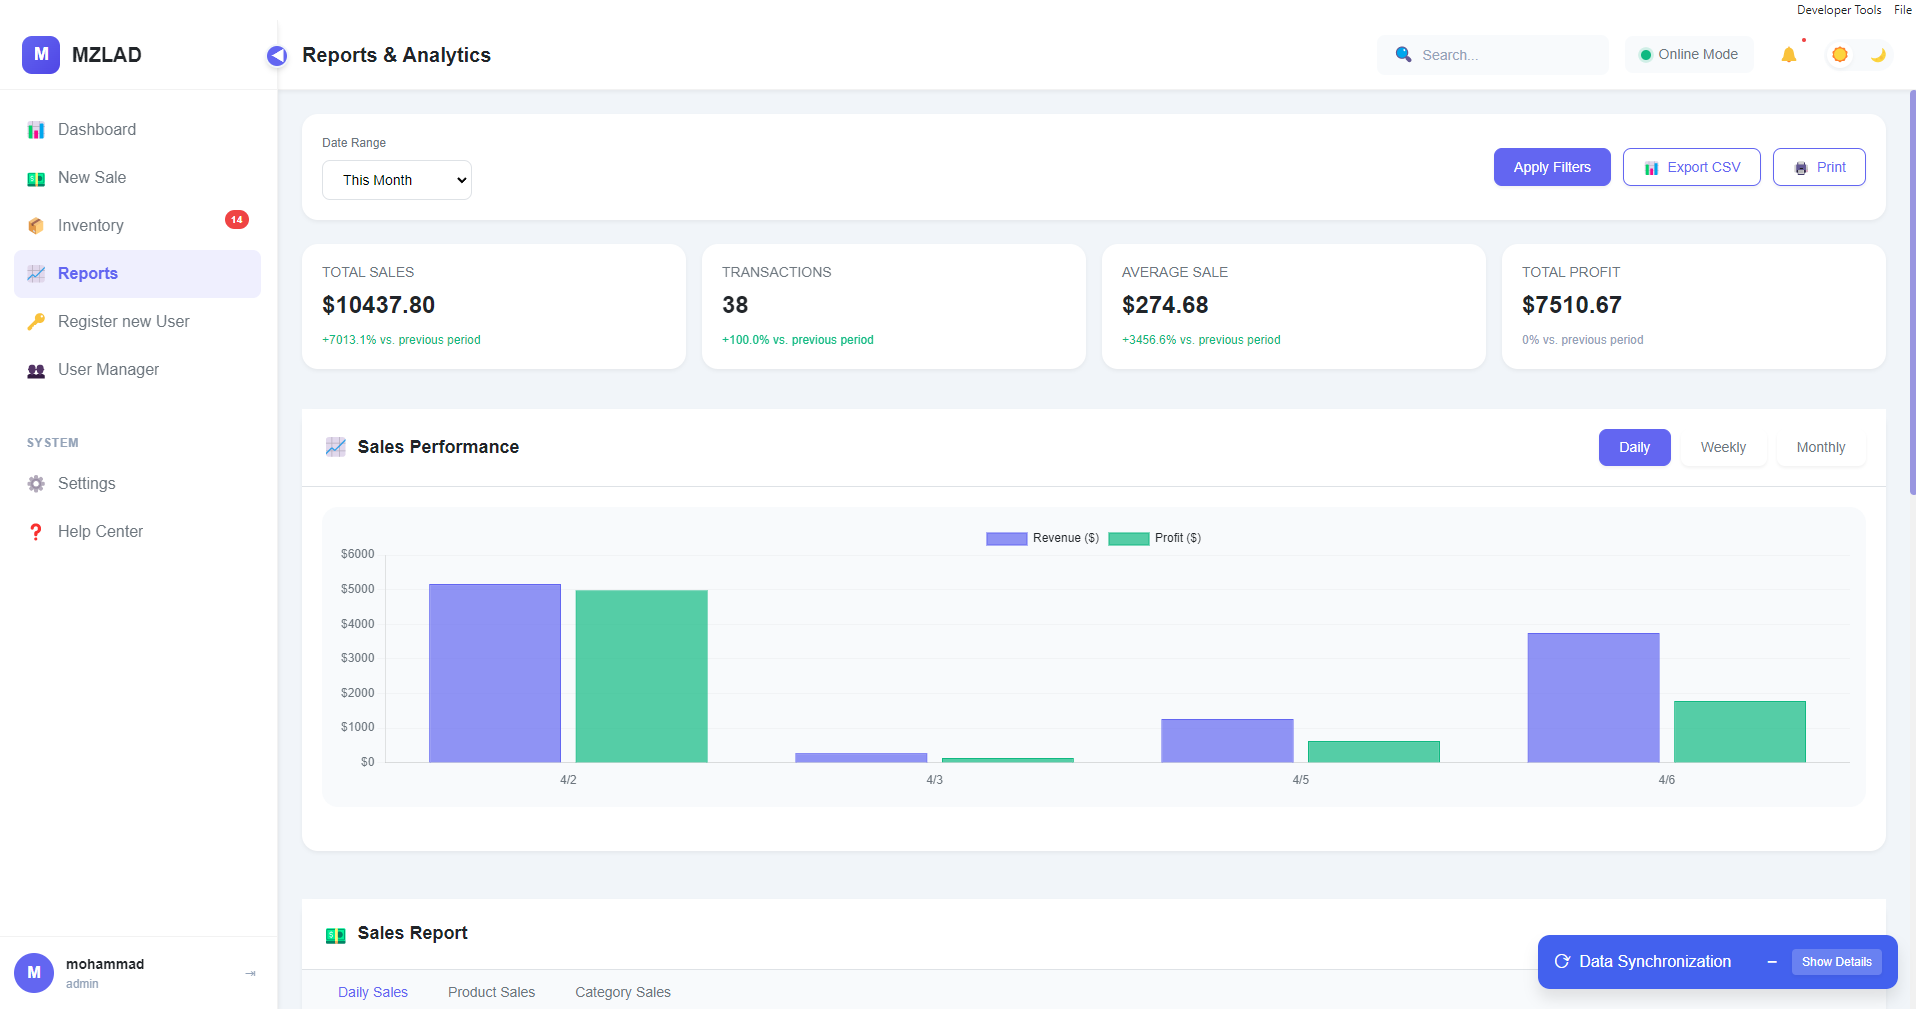 Developer Tools File
M MZLAD
Reports & Analytics
Search...
Online Mode
Dashboard
New Sale
Inventory
14
Reports
Register new User
User Manager
SYSTEM
Settings
Help Center
M
mohammad
admin
Date Range
This Month
Apply Filters
Export CSV
Print
TOTAL SALES
$10437.80
+7013.1% vs. previous period
TRANSACTIONS
38
+100.0% vs. previous period
AVERAGE SALE
$274.68
+3456.6% vs. previous period
TOTAL PROFIT
$7510.67
0% vs. previous period
Sales Performance
Daily
Weekly
Monthly
Revenue ($) Profit ($)
$6000
$5000
$4000
$3000
$2000
$1000
$0
4/2 4/3 4/5 4/6
Sales Report
Daily Sales Product Sales Category Sales
Data Synchronization
Show Details